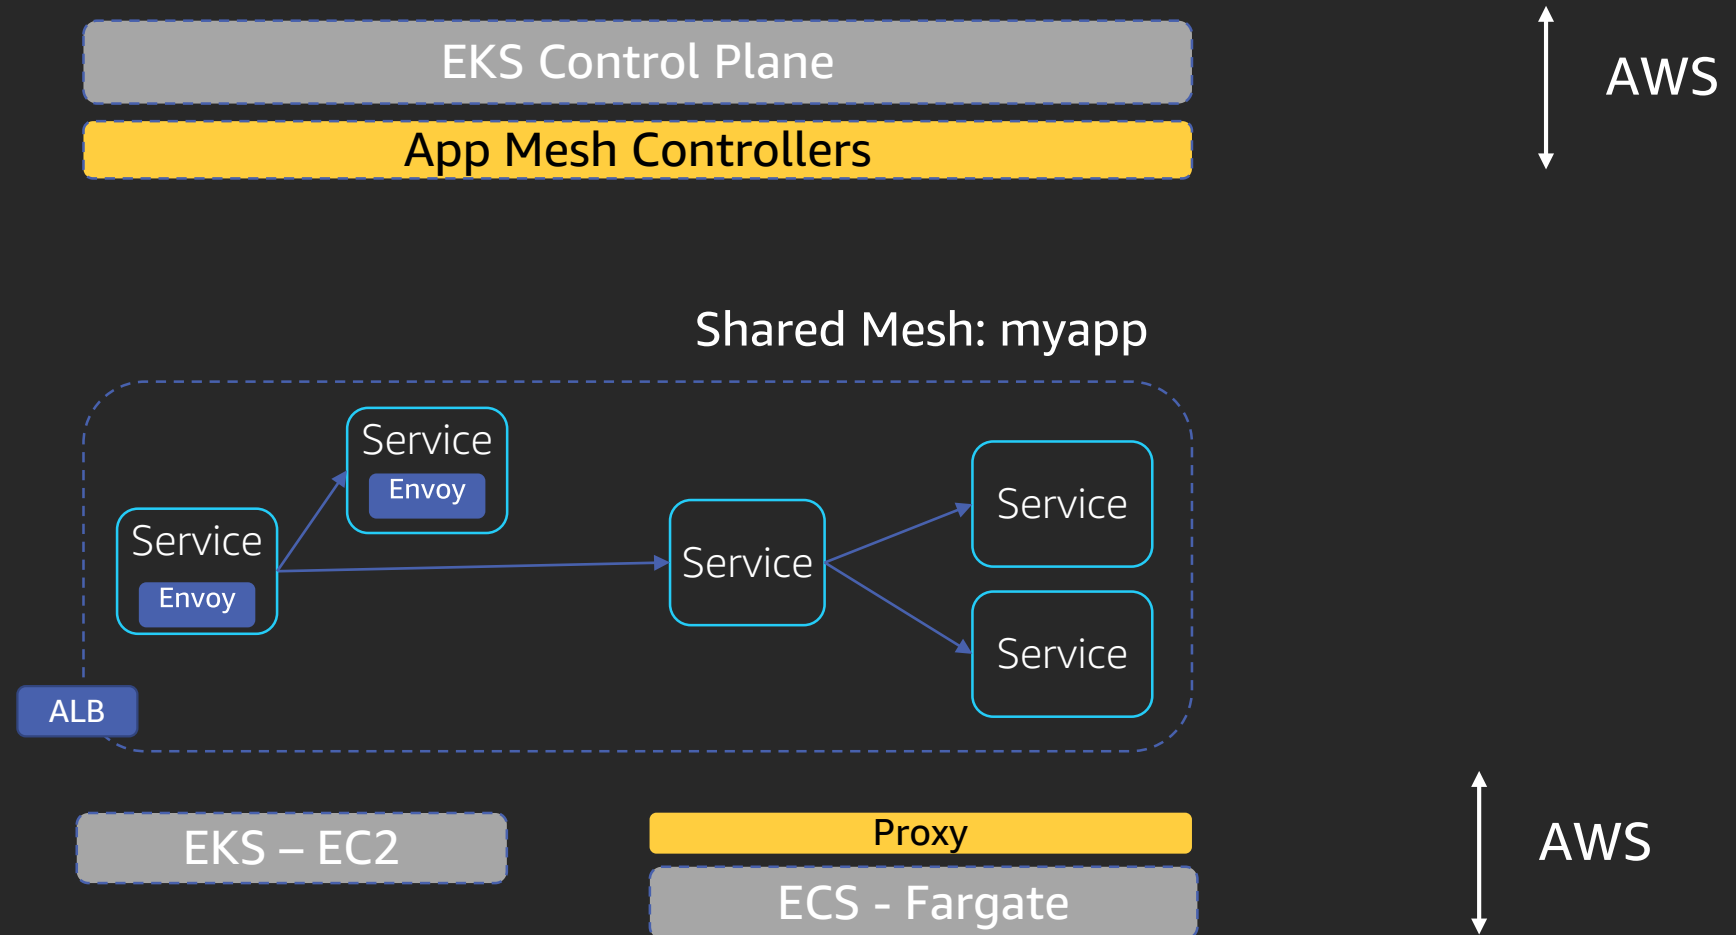 EKS Control Plane
AWS
App Mesh Controllers
Shared Mesh: myapp
Service
Envoy
Service
Envoy
Service
Service
Service
ALB
EKS – EC2
Proxy
AWS
ECS - Fargate